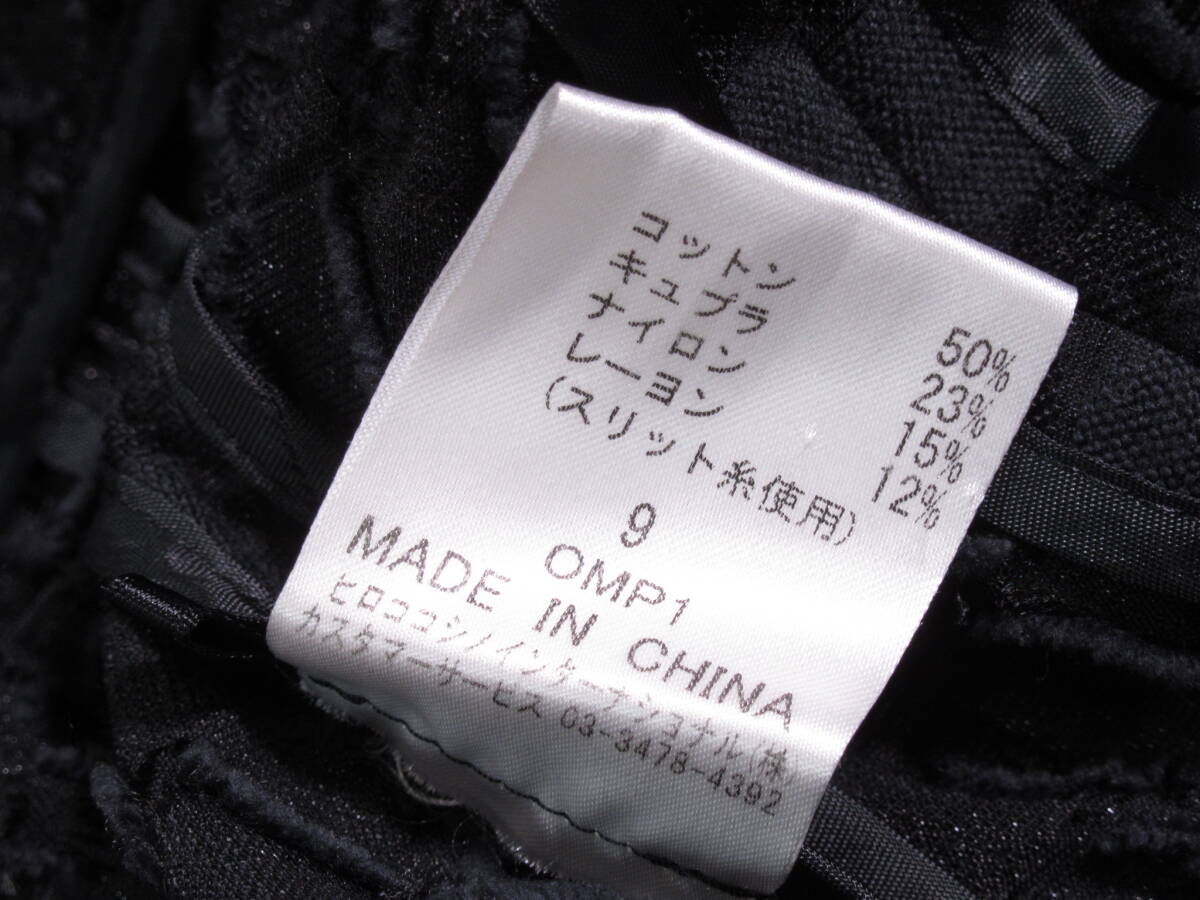 コットン 50%
キュプラ 23%
ナイロン 15%
レーヨン 12%
(スリット糸使用)
9
OMP1
MADE IN CHINA
ヒロココシノインターナショナル(株)
カスタマーサービス 03-3478-4392